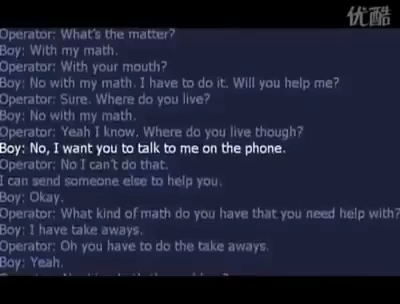 优酷
Operator: What's the matter?
Boy: With my math.
Operator: With your mouth?
Boy: No with my math. I have to do it. Will you help me?
Operator: Sure. Where do you live?
Boy: No with my math.
Operator: Yeah I know. Where do you live though?
Boy: No, I want you to talk to me on the phone.
Operator: No I can't do that.
I can send someone else to help you.
Boy: Okay.
Operator: What kind of math do you have that you need help with?
Boy: I have take aways.
Operator: Oh you have to do the take aways.
Boy: Yeah.